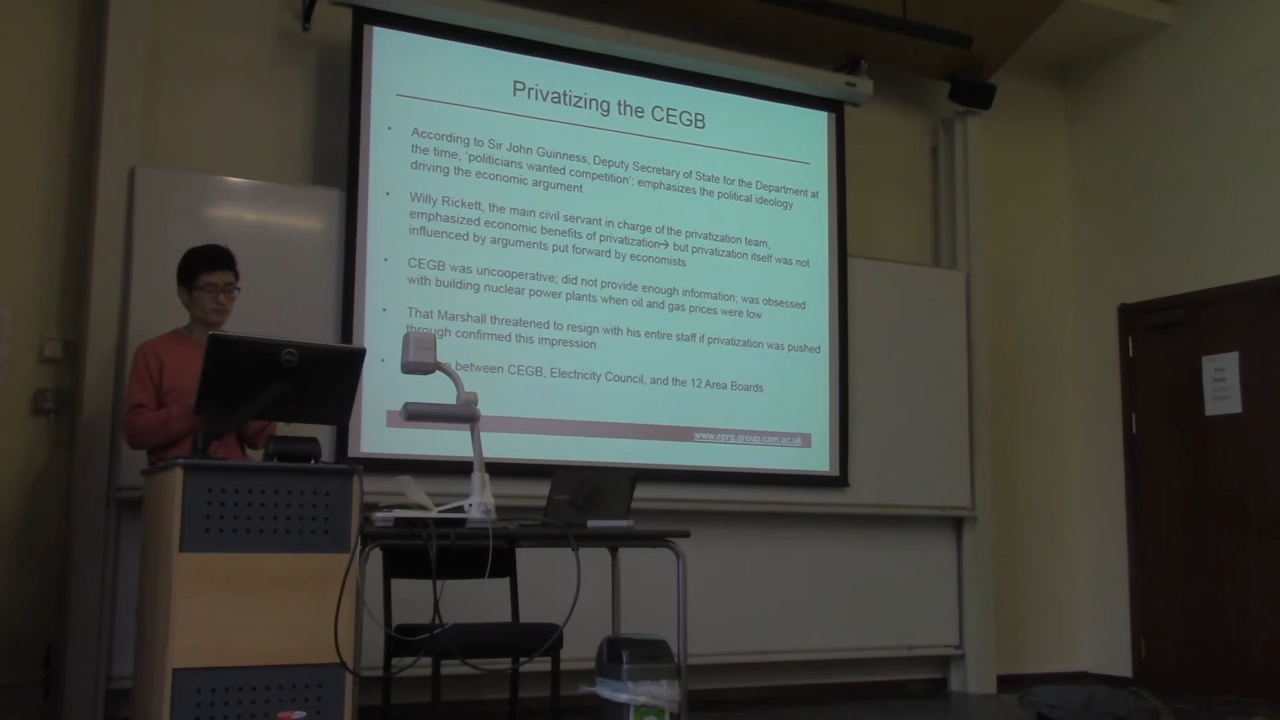 Privatizing the CEGB
• According to Sir John Guinness, Deputy Secretary of State for the Department at
the time, 'politicians wanted competition': emphasizes the political ideology
driving the economic argument
• Willy Rickett, the main civil servant in charge of the privatization team,
emphasized economic benefits of privatization→ but privatization itself was not
influenced by arguments put forward by economists
• CEGB was uncooperative; did not provide enough information; was obsessed
with building nuclear power plants when oil and gas prices were low
• That Marshall threatened to resign with his entire staff if privatization was pushed
through confirmed this impression
• between CEGB, Electricity Council, and the 12 Area Boards
www.eprg.group.cam.ac.uk
DELL